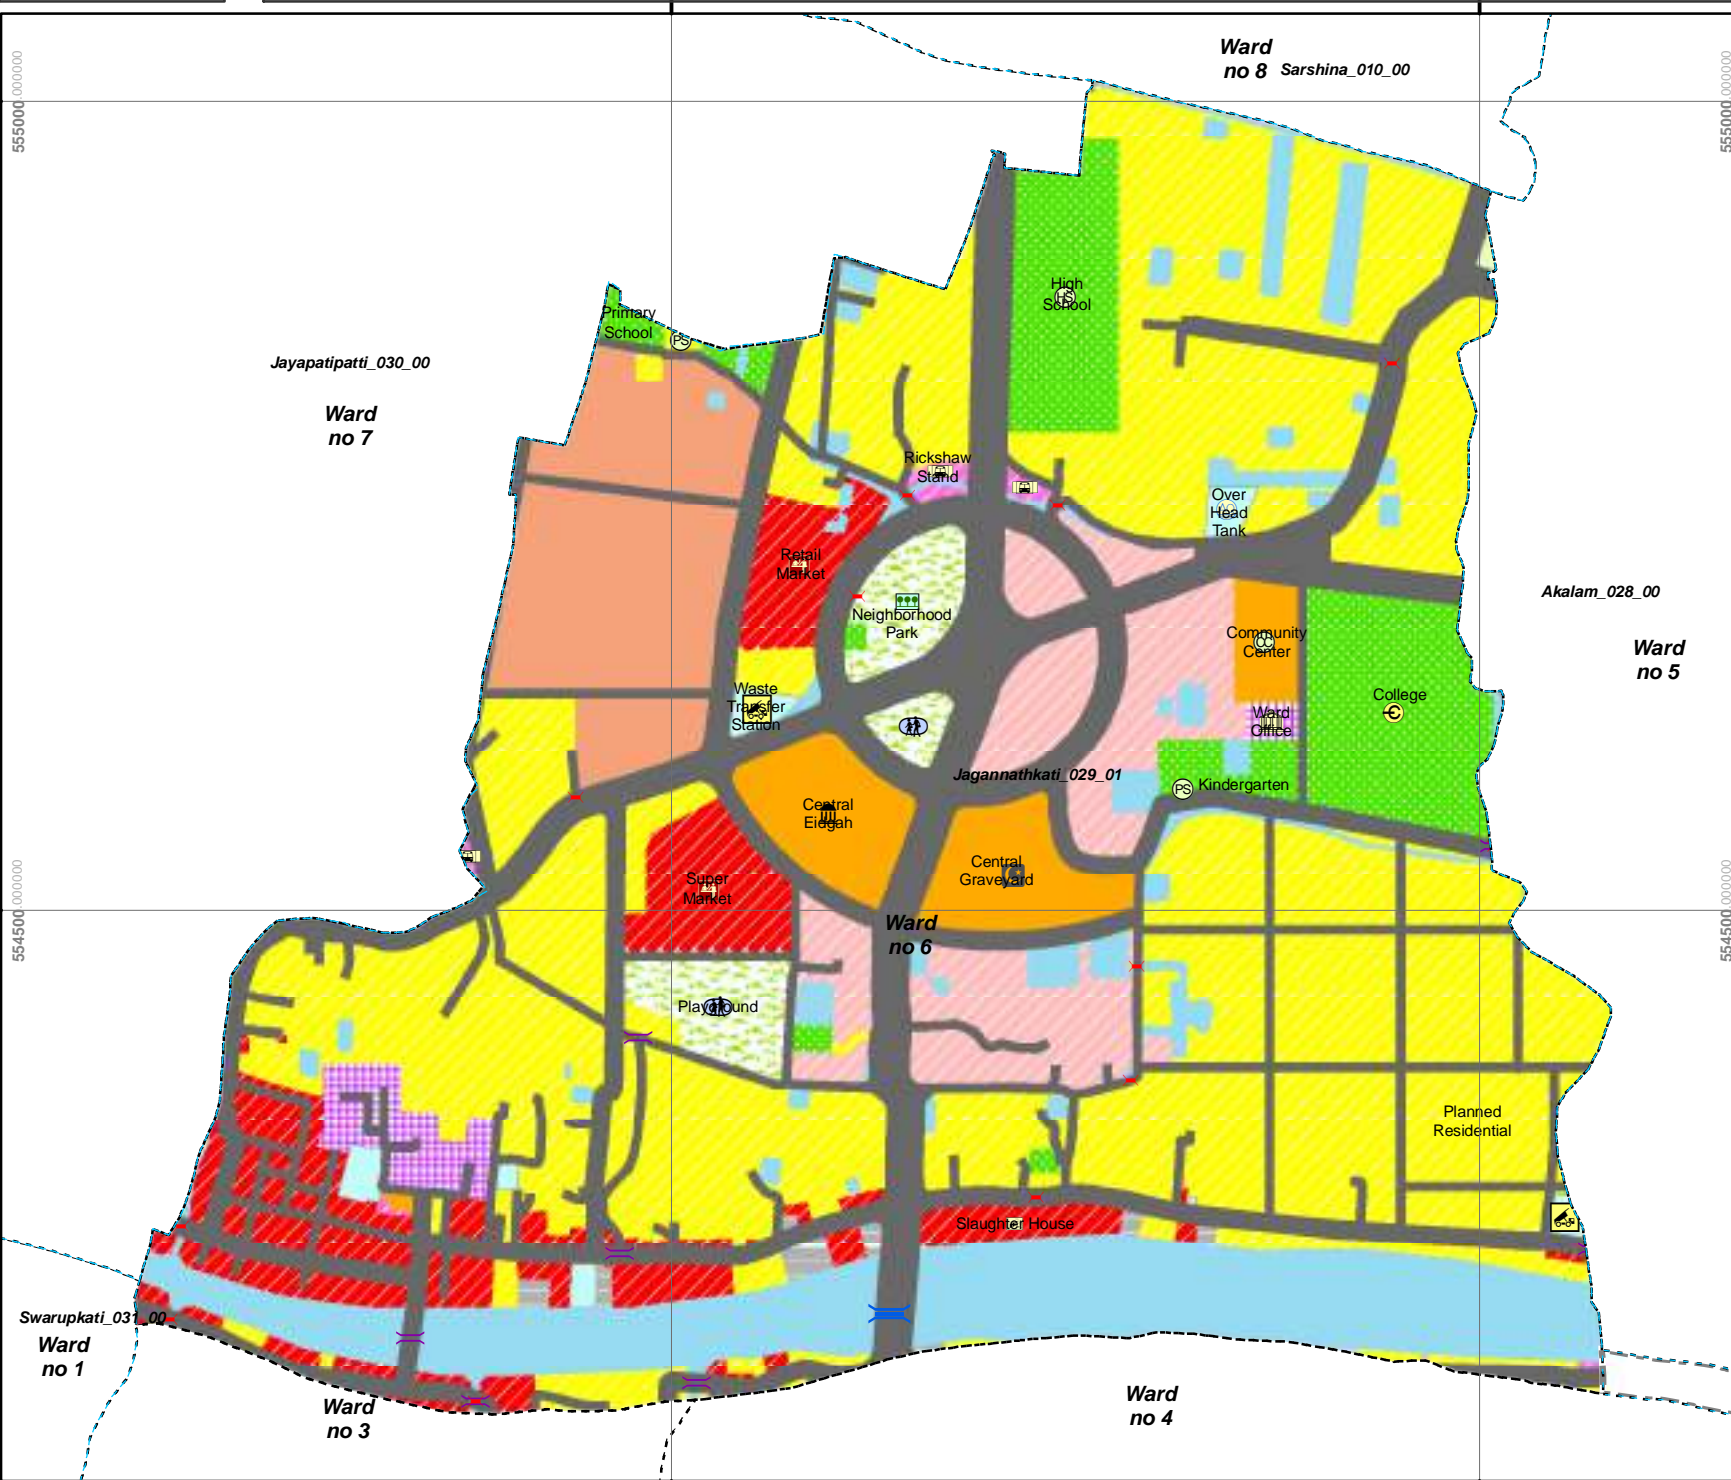 Ward
no 8 Sarshina_010_00
555000.000000
555000.000000
High
School
HS
Primary
School
PS
Jayapatipatti_030_00
Ward
no 7
Rickshaw
Stand
Over
Head
Tank
Retail
Market
Neighborhood
Park
Akalam_028_00
Community
Center
CC
Ward
no 5
College
C
Waste
Transfer
Station
Ward
Office
Jagannathkati_029_01
PS
Kindergarten
Central
Eidgah
Central
Graveyard
Super
Market
554500.000000
554500.000000
Ward
no 6
Playground
Planned
Residential
Slaughter House
Swarupkati_031_00
Ward
no 1
Ward
no 3
Ward
no 4